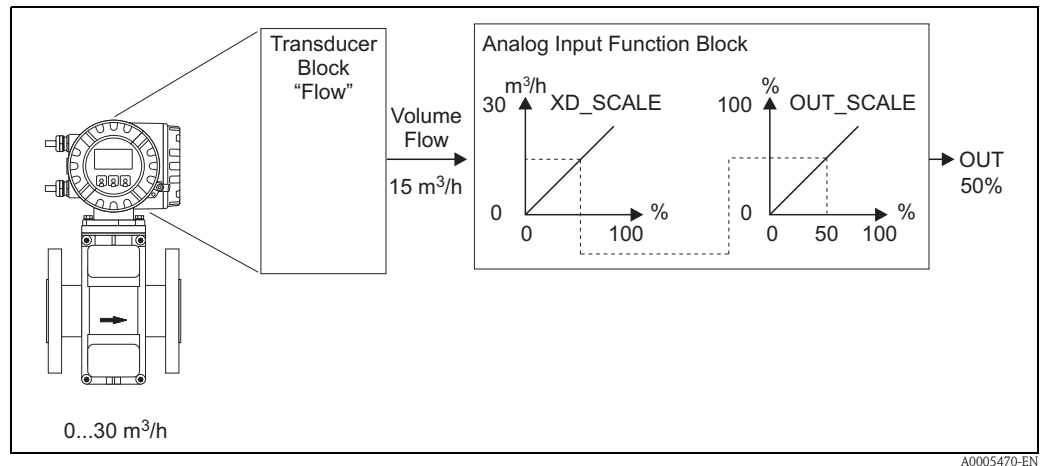 Transducer
Block
“Flow”
Volume
Flow
15 m³/h
Analog Input Function Block
m³/h
30
XD_SCALE
0
%
0
100
%
100
OUT_SCALE
0
%
0
50
100
OUT
50%
0...30 m³/h
A0005470-EN